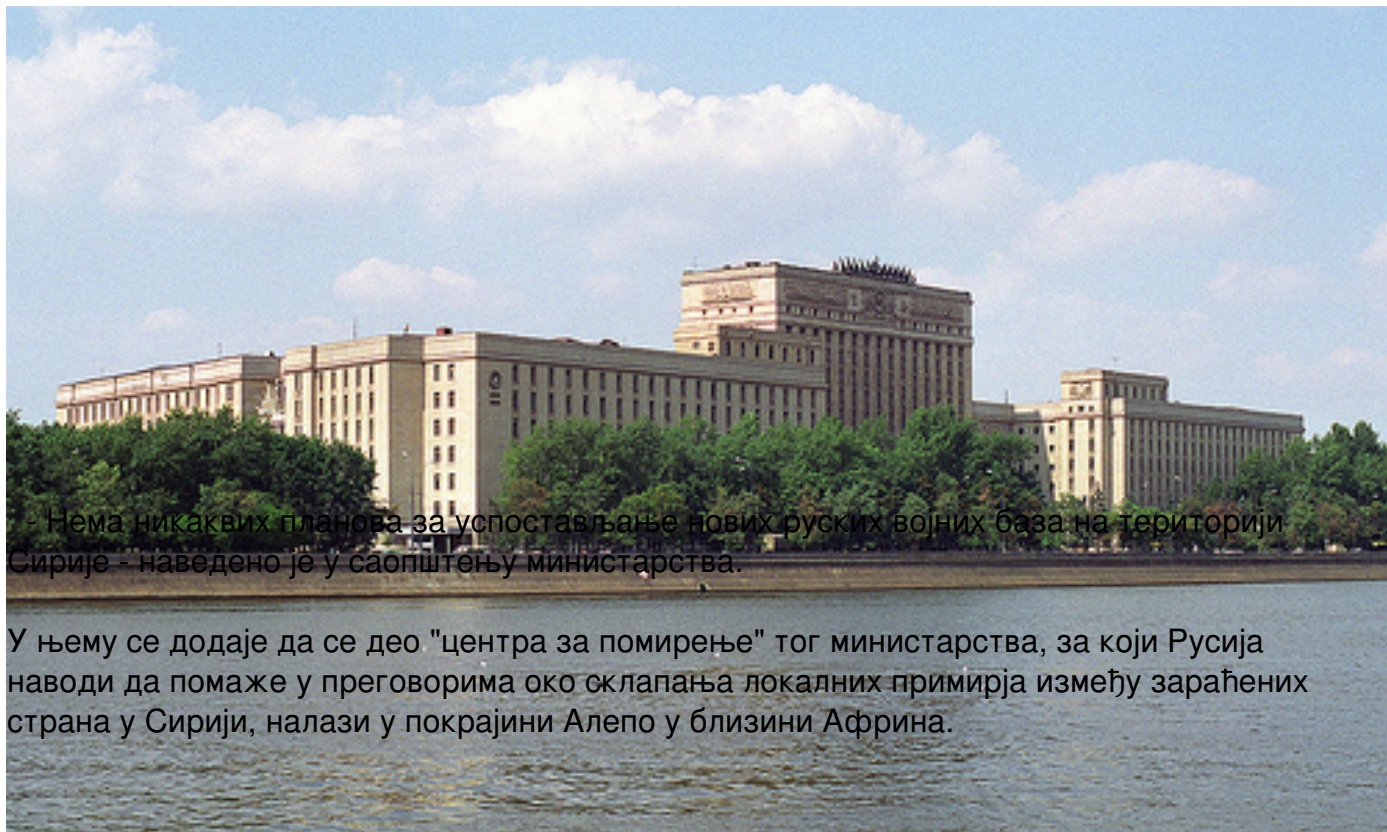 - Нема никаквих планова за успостављање нових руских војних база на територији
Сирије - наведено је у саопштењу министарства.
У њему се додаје да се део "центра за помирење" тог министарства, за који Русија
наводи да помаже у преговорима око склапања локалних примирја између зараћених
страна у Сирији, налази у покрајини Алепо у близини Африна.